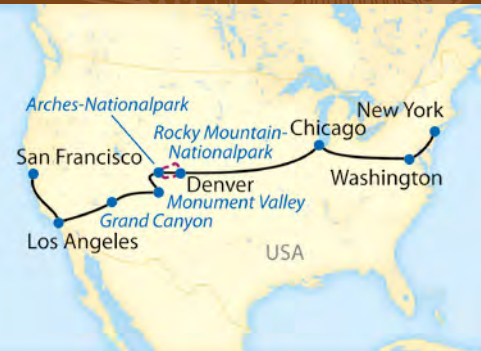 Arches-Nationalpark
New York
Rocky Mountain-
Nationalpark
Chicago
San Francisco
Denver
Washington
Monument Valley
Grand Canyon
Los Angeles
USA